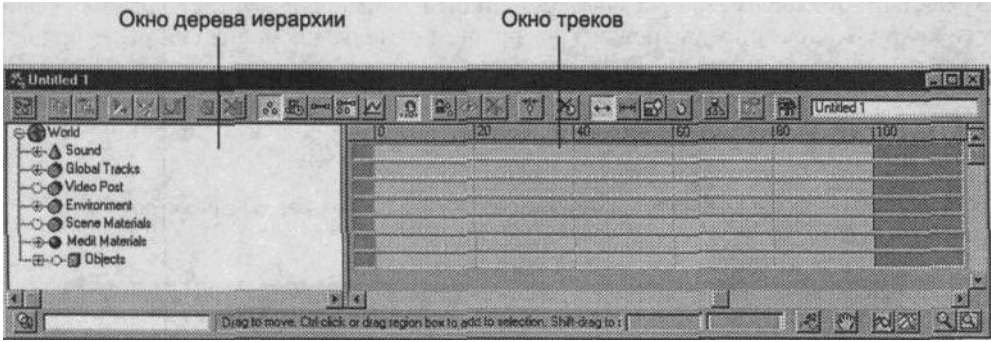 Окно дерева иерархии
Окно треков
Untitled 1
Untitled 1
World
0 20 40 60 80 100
Sound
Global Tracks
Video Post
Environment
Scene Materials
Medit Materials
Objects
Drag to move. Ctrl-click or drag region box to add to selection. Shift-drag to